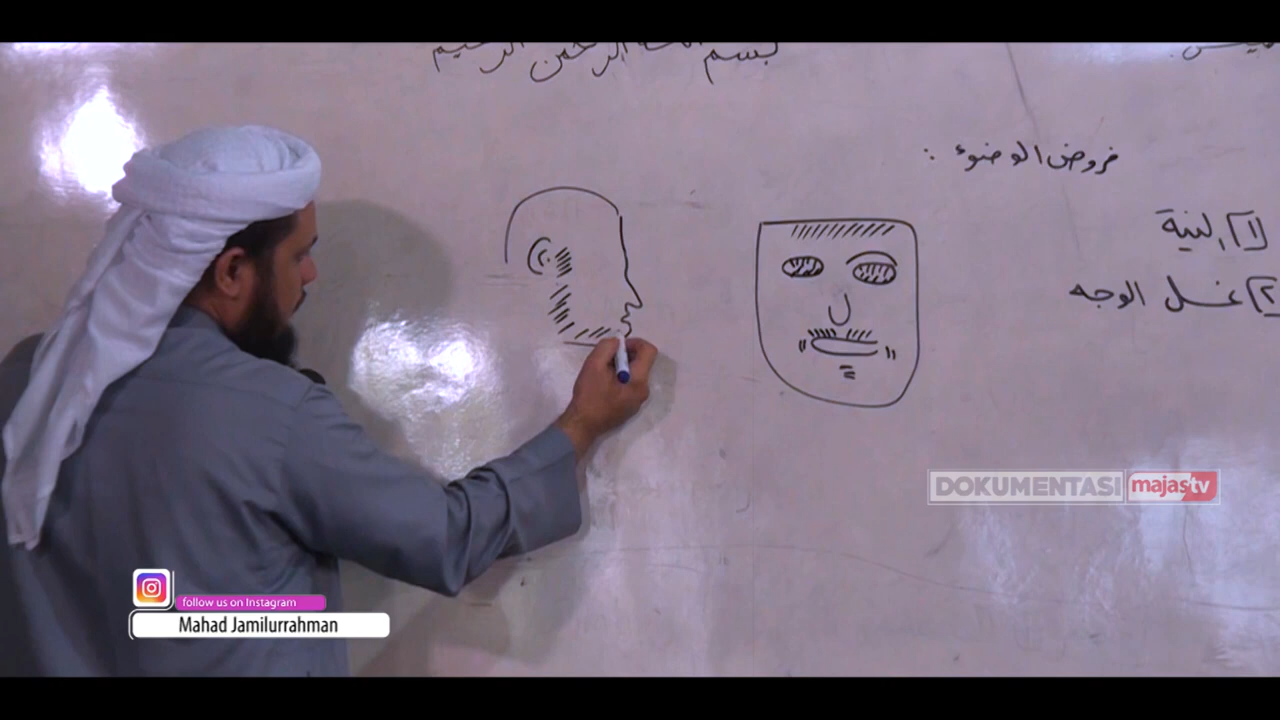 بسم الله الرحمن الرحيم
فروض الوضوء :
(١) النية
(٢) غسل الوجه
DOKUMENTASI majastv
follow us on Instagram
Mahad Jamilurrahman